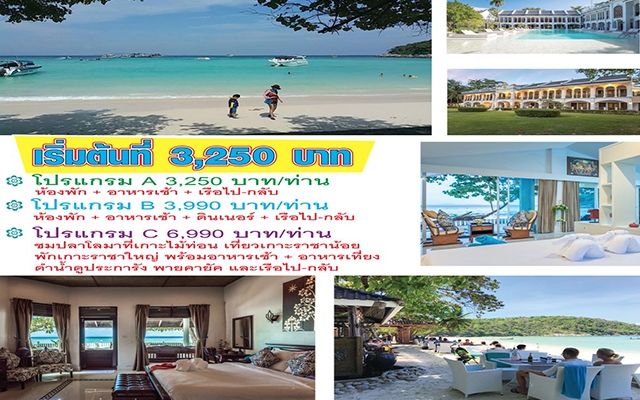 เริ่มต้นที่ 3,250 บาท
โปรแกรม A 3,250 บาท/ท่าน
ห้องพัก + อาหารเช้า + เรือไป-กลับ
โปรแกรม B 3,990 บาท/ท่าน
ห้องพัก + อาหารเช้า + ดินเนอร์ + เรือไป-กลับ
โปรแกรม C 6,990 บาท/ท่าน
ชมปลาโลมาที่เกาะไม้ท่อน เที่ยวเกาะราชาน้อย
พักเกาะราชาใหญ่ พร้อมอาหารเช้า + อาหารเที่ยง
ดำน้ำดูปะการัง พายคายัค และเรือไป-กลับ